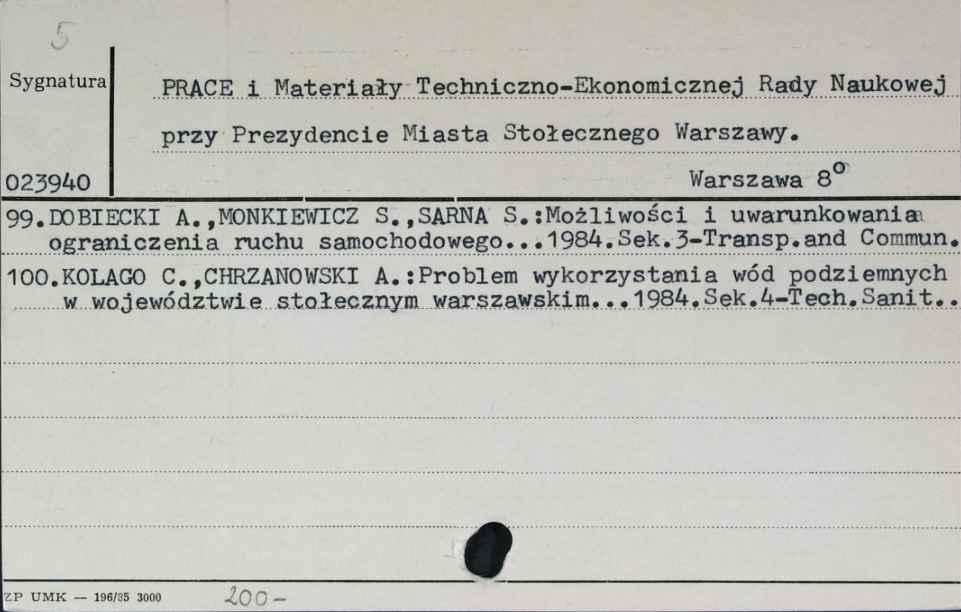 5
Sygnatura
PRACE i Materiały Techniczno-Ekonomicznej Rady Naukowej
przy Prezydencie Miasta Stołecznego Warszawy.
023940
Warszawa 8°
99.DOBIECKI A.,MONKIEWICZ S.,SARNA S.:Możliwości i uwarunkowania
ograniczenia ruchu samochodowego...1984.Sek.3-Transp.and Commun.
100.KOLAGO C.,CHRZANOWSKI A.:Problem wykorzystania wód podziemnych
w województwie stołecznym warszawskim...1984.Sek.4-Tech.Sanit..
ZP UMK — 196/85 3000
200-